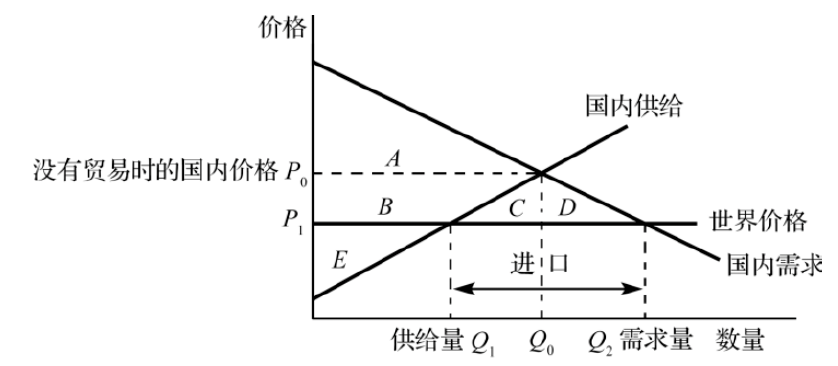 价格
国内供给
没有贸易时的国内价格 P₀
A
P₁
B
C
D
世界价格
E
进口
国内需求
供给量 Q₁
Q₀
Q₂ 需求量
数量